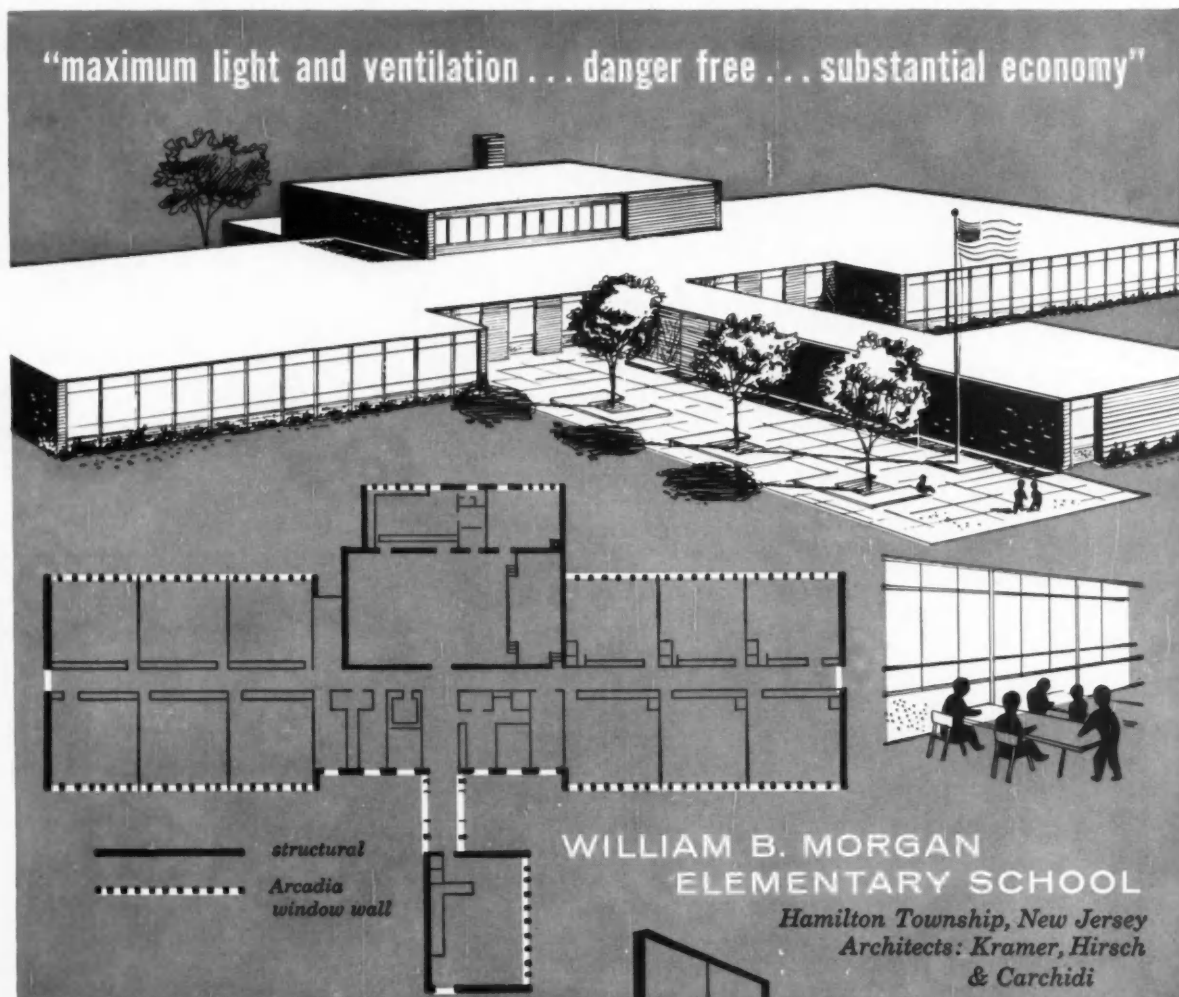 “maximum light and ventilation . . . danger free . . . substantial economy”
structural
Arcadia
window wall
WILLIAM B. MORGAN
ELEMENTARY SCHOOL
Hamilton Township, New Jersey
Architects: Kramer, Hirsch
& Carchidi